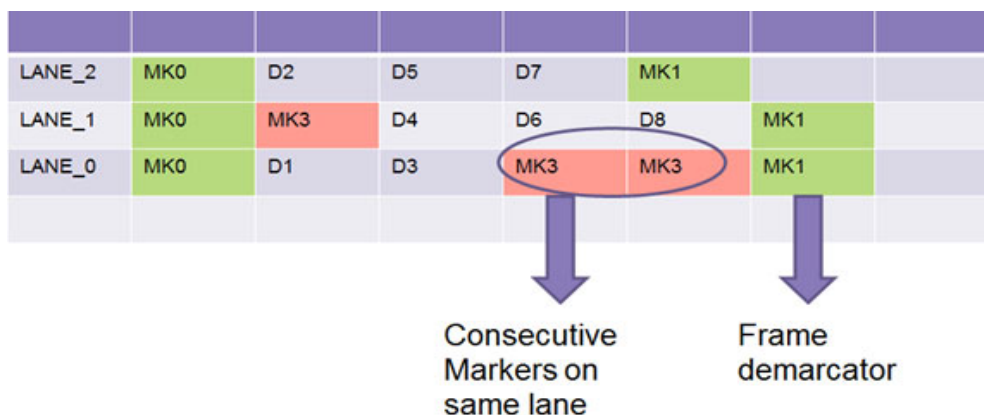 LANE_2 MK0 D2 D5 D7 MK1
LANE_1 MK0 MK3 D4 D6 D8 MK1
LANE_0 MK0 D1 D3 MK3 MK3 MK1
Consecutive
Markers on
same lane
Frame
demarcator